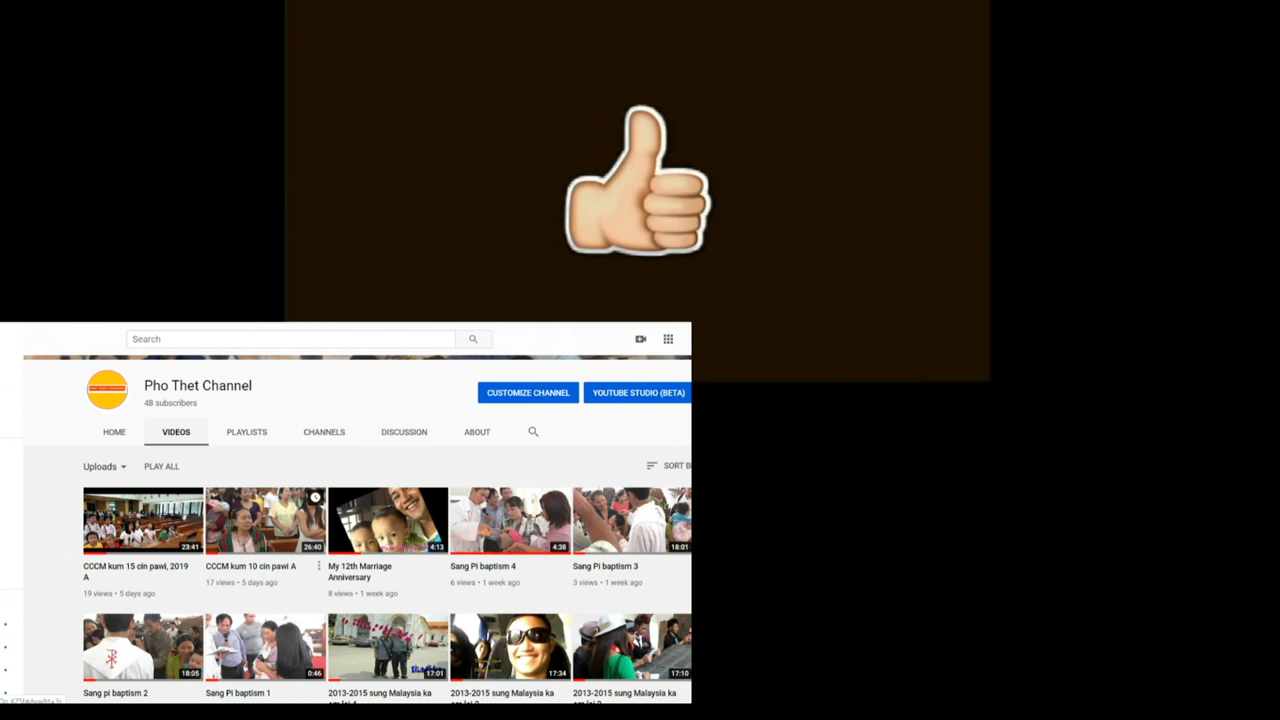 Search
Pho Thet Channel
48 subscribers
CUSTOMIZE CHANNEL
YOUTUBE STUDIO (BETA)
HOME
VIDEOS
PLAYLISTS
CHANNELS
DISCUSSION
ABOUT
Uploads
PLAY ALL
SORT B
23:41
26:40
4:13
4:38
18:01
CCCM kum 15 cin pawi, 2019
A
19 views • 5 days ago
CCCM kum 10 cin pawi A
17 views • 5 days ago
My 12th Marriage
Anniversary
8 views • 1 week ago
Sang Pi baptism 4
6 views • 1 week ago
Sang Pi baptism 3
3 views • 1 week ago
18:05
0:46
17:01
17:34
17:10
Sang pi baptism 2
Sang Pi baptism 1
2013-2015 sung Malaysia ka
2013-2015 sung Malaysia ka
2013-2015 sung Malaysia ka